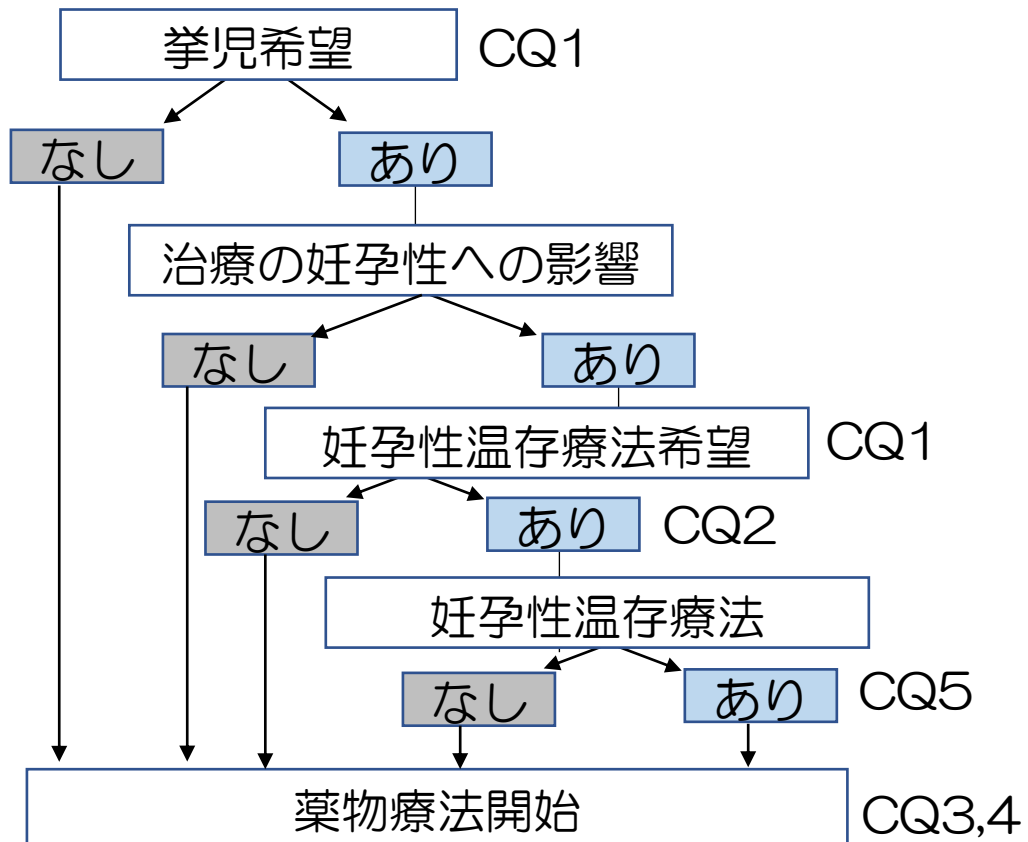 挙児希望 CQ1
なし あり
治療の妊孕性への影響
なし あり
妊孕性温存療法希望 CQ1
なし あり CQ2
妊孕性温存療法
なし あり CQ5
薬物療法開始 CQ3,4